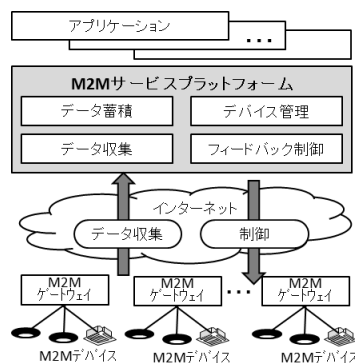 アプリケーション
...
M2Mサービスプラットフォーム
データ蓄積
デバイス管理
データ収集
フィードバック制御
インターネット
データ収集
制御
M2M
ゲートウェイ
M2M
ゲートウェイ
...
M2M
ゲートウェイ
M2Mデバイス
M2Mデバイス
M2Mデバイス